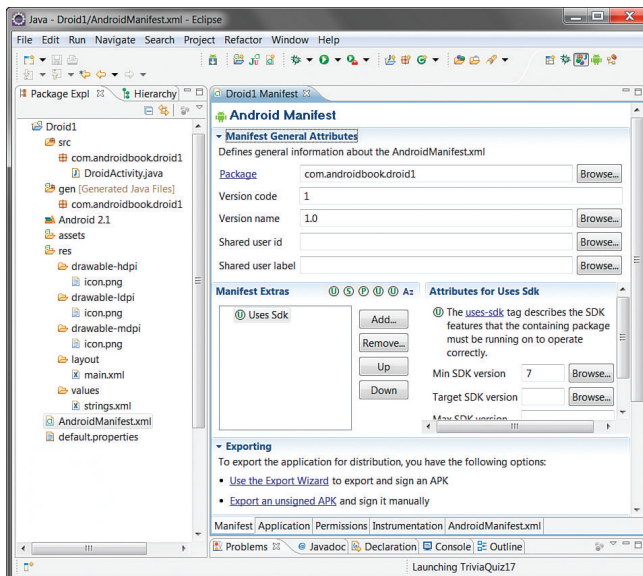 Java - Droid1/AndroidManifest.xml - Eclipse
File Edit Run Navigate Search Project Refactor Window Help
Package Expl
Hierarchy
Droid1
src
com.androidbook.droid1
DroidActivity.java
gen [Generated Java Files]
com.androidbook.droid1
Android 2.1
assets
res
drawable-hdpi
icon.png
drawable-ldpi
icon.png
drawable-mdpi
icon.png
layout
main.xml
values
strings.xml
AndroidManifest.xml
default.properties
Droid1 Manifest
Android Manifest
Manifest General Attributes
Defines general information about the AndroidManifest.xml
Package com.androidbook.droid1 Browse...
Version code 1
Version name 1.0 Browse...
Shared user id Browse...
Shared user label Browse...
Manifest Extras U S P U U Az
U Uses Sdk
Add...
Remove...
Up
Down
Attributes for Uses Sdk
U The uses-sdk tag describes the SDK
features that the containing package
must be running on to operate
correctly.
Min SDK version 7 Browse...
Target SDK version Browse...
Max SDK version
Exporting
To export the application for distribution, you have the following options:
• Use the Export Wizard to export and sign an APK
• Export an unsigned APK and sign it manually
Manifest Application Permissions Instrumentation AndroidManifest.xml
Problems @ Javadoc Declaration Console Outline
Launching TriviaQuiz17